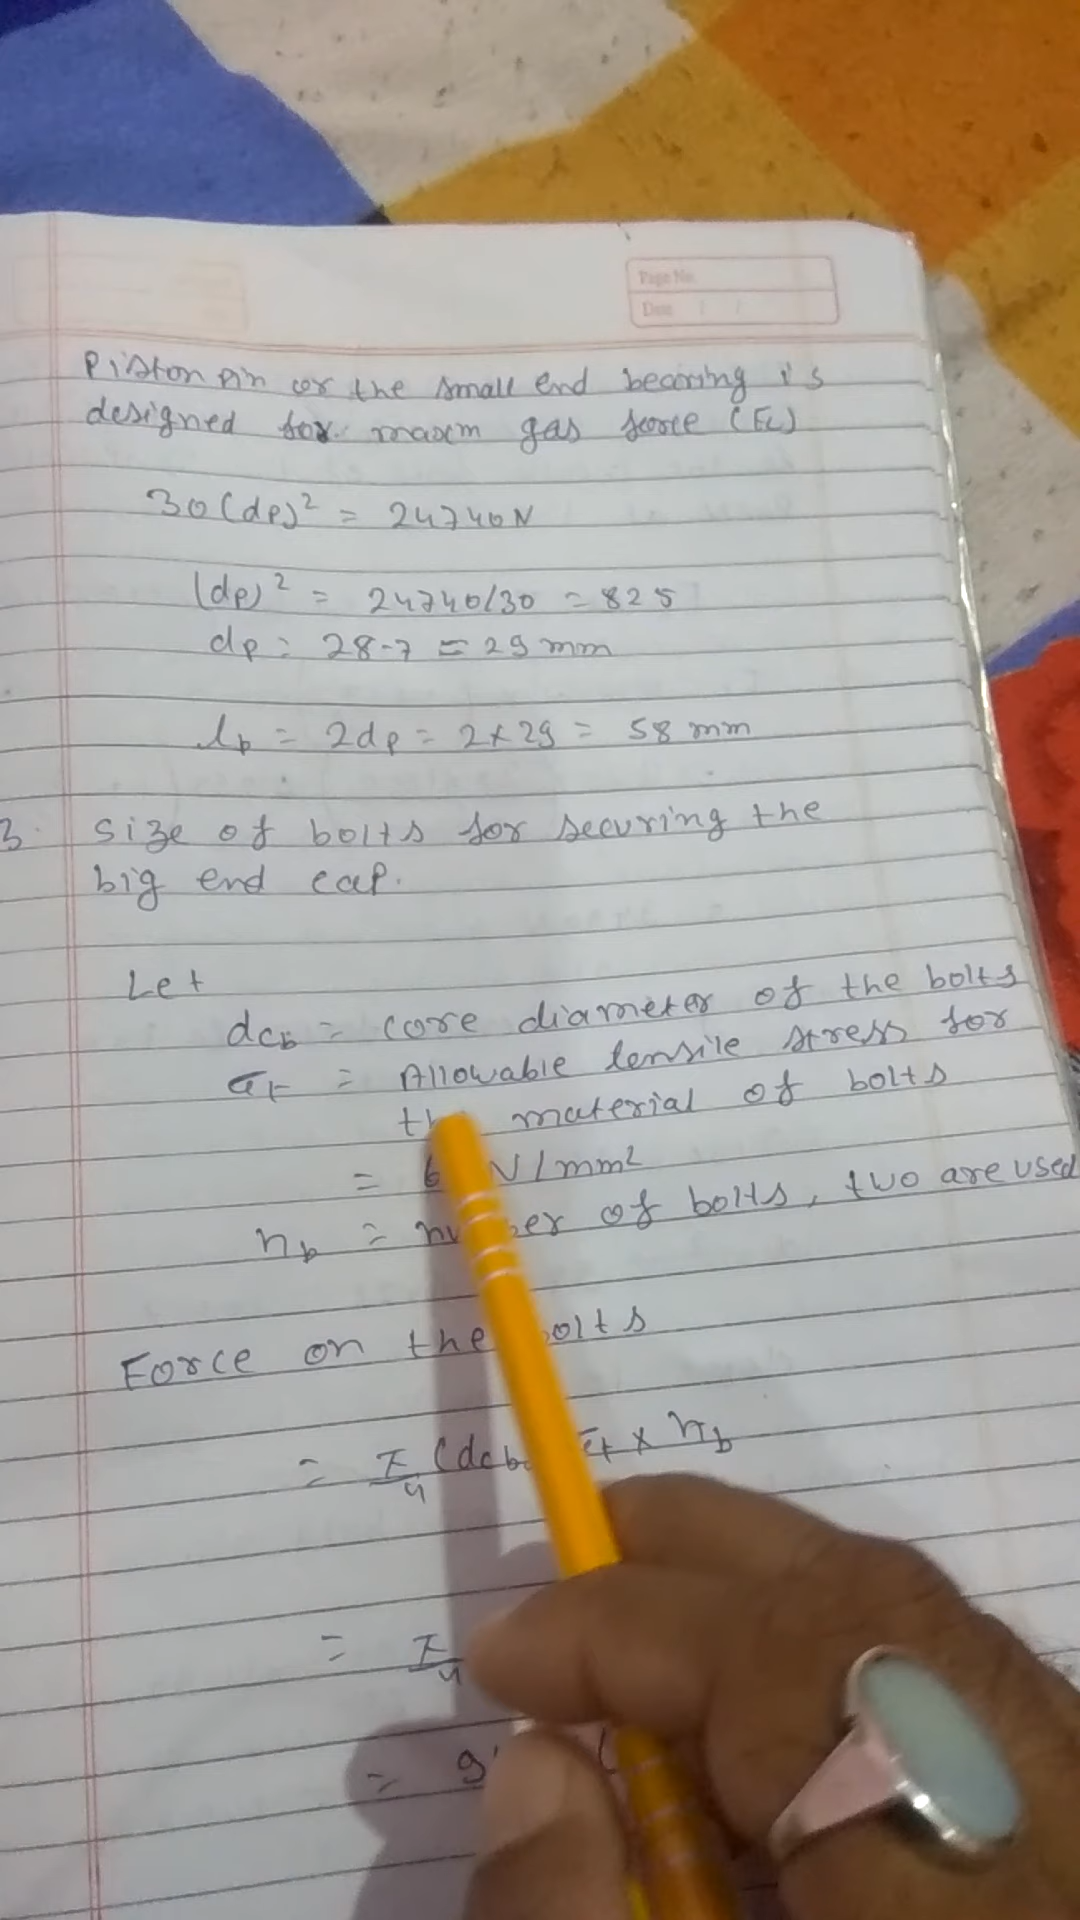 Page No.
Date / /
Piston pin or the small end bearing is
designed for maxm gas force (FL)
30(dp)² = 24740N
(dp)² = 24740/30 = 825
dp = 28.7 = 29 mm
lp = 2dp = 2×29 = 58 mm
3. Size of bolts for securing the
big end cap.
Let
dcb = core diameter of the bolts
σt = Allowable tensile stress for
material of bolts
= N/mm²
nb = of bolts, two are used
Force on the
= π/4 (dcb × nb
= π/4
=